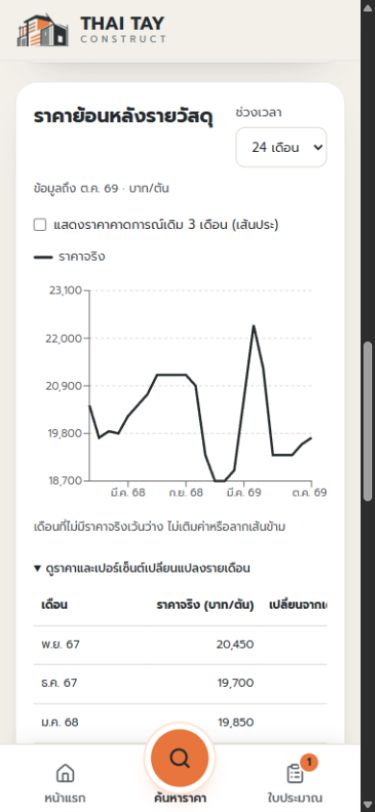 THAI TAY
CONSTRUCT
ราคาย้อนหลังรายวัสดุ
ช่วงเวลา
24 เดือน
ข้อมูลถึง ต.ค. 69 · บาท/ตัน
แสดงราคาคาดการณ์เดิม 3 เดือน (เส้นประ)
ราคาจริง
23,100
22,000
20,900
19,800
18,700
มี.ค. 68 ก.ย. 68 มี.ค. 69 ต.ค. 69
เดือนที่ไม่มีราคาจริงเว้นว่าง ไม่เติมค่าหรือลากเส้นข้าม
▼ ดูราคาและเปอร์เซ็นต์เปลี่ยนแปลงรายเดือน
เดือน ราคาจริง (บาท/ตัน) เปลี่ยนจาก
พ.ย. 67 20,450
ธ.ค. 67 19,700
ม.ค. 68 19,850
1
หน้าแรก ค้นหาราคา ใบประมาณ